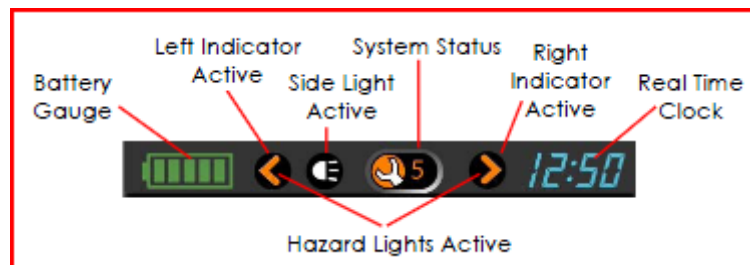 Left Indicator
Active
System Status
Right
Indicator
Active
Battery
Gauge
Side Light
Active
Real Time
Clock
5
12:50
Hazard Lights Active